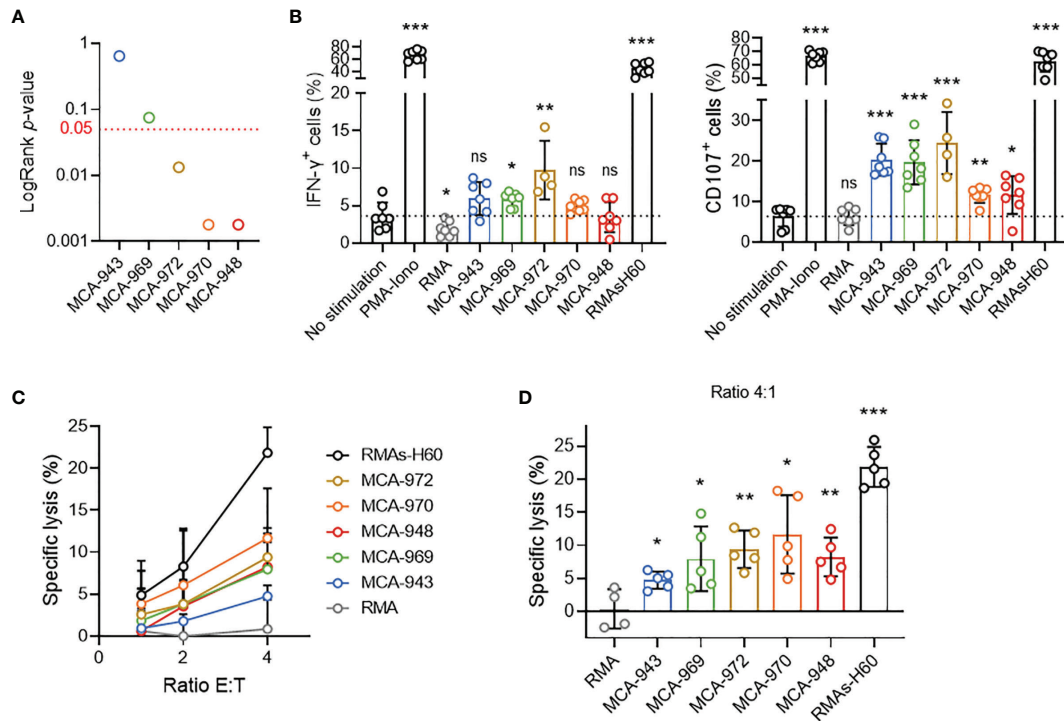 A
LogRank p-value
1
0.1
0.05
0.01
0.001
MCA-943
MCA-969
MCA-972
MCA-970
MCA-948
B
IFN-γ+ cells (%)
80
60
40
20
15
10
5
0
***
*
ns
*
**
ns
ns
***
No stimulation
PMA-Iono
RMA
MCA-943
MCA-969
MCA-972
MCA-970
MCA-948
RMAsH60
CD107+ cells (%)
80
70
60
50
30
20
10
0
***
ns
***
***
***
**
*
***
No stimulation
PMA-Iono
RMA
MCA-943
MCA-969
MCA-972
MCA-970
MCA-948
RMAsH60
C
Specific lysis (%)
25
20
15
10
5
0
0
2
4
Ratio E:T
RMAs-H60
MCA-972
MCA-970
MCA-948
MCA-969
MCA-943
RMA
D
Ratio 4:1
Specific lysis (%)
25
20
15
10
5
0
*
*
**
*
**
***
RMA
MCA-943
MCA-969
MCA-972
MCA-970
MCA-948
RMAs-H60